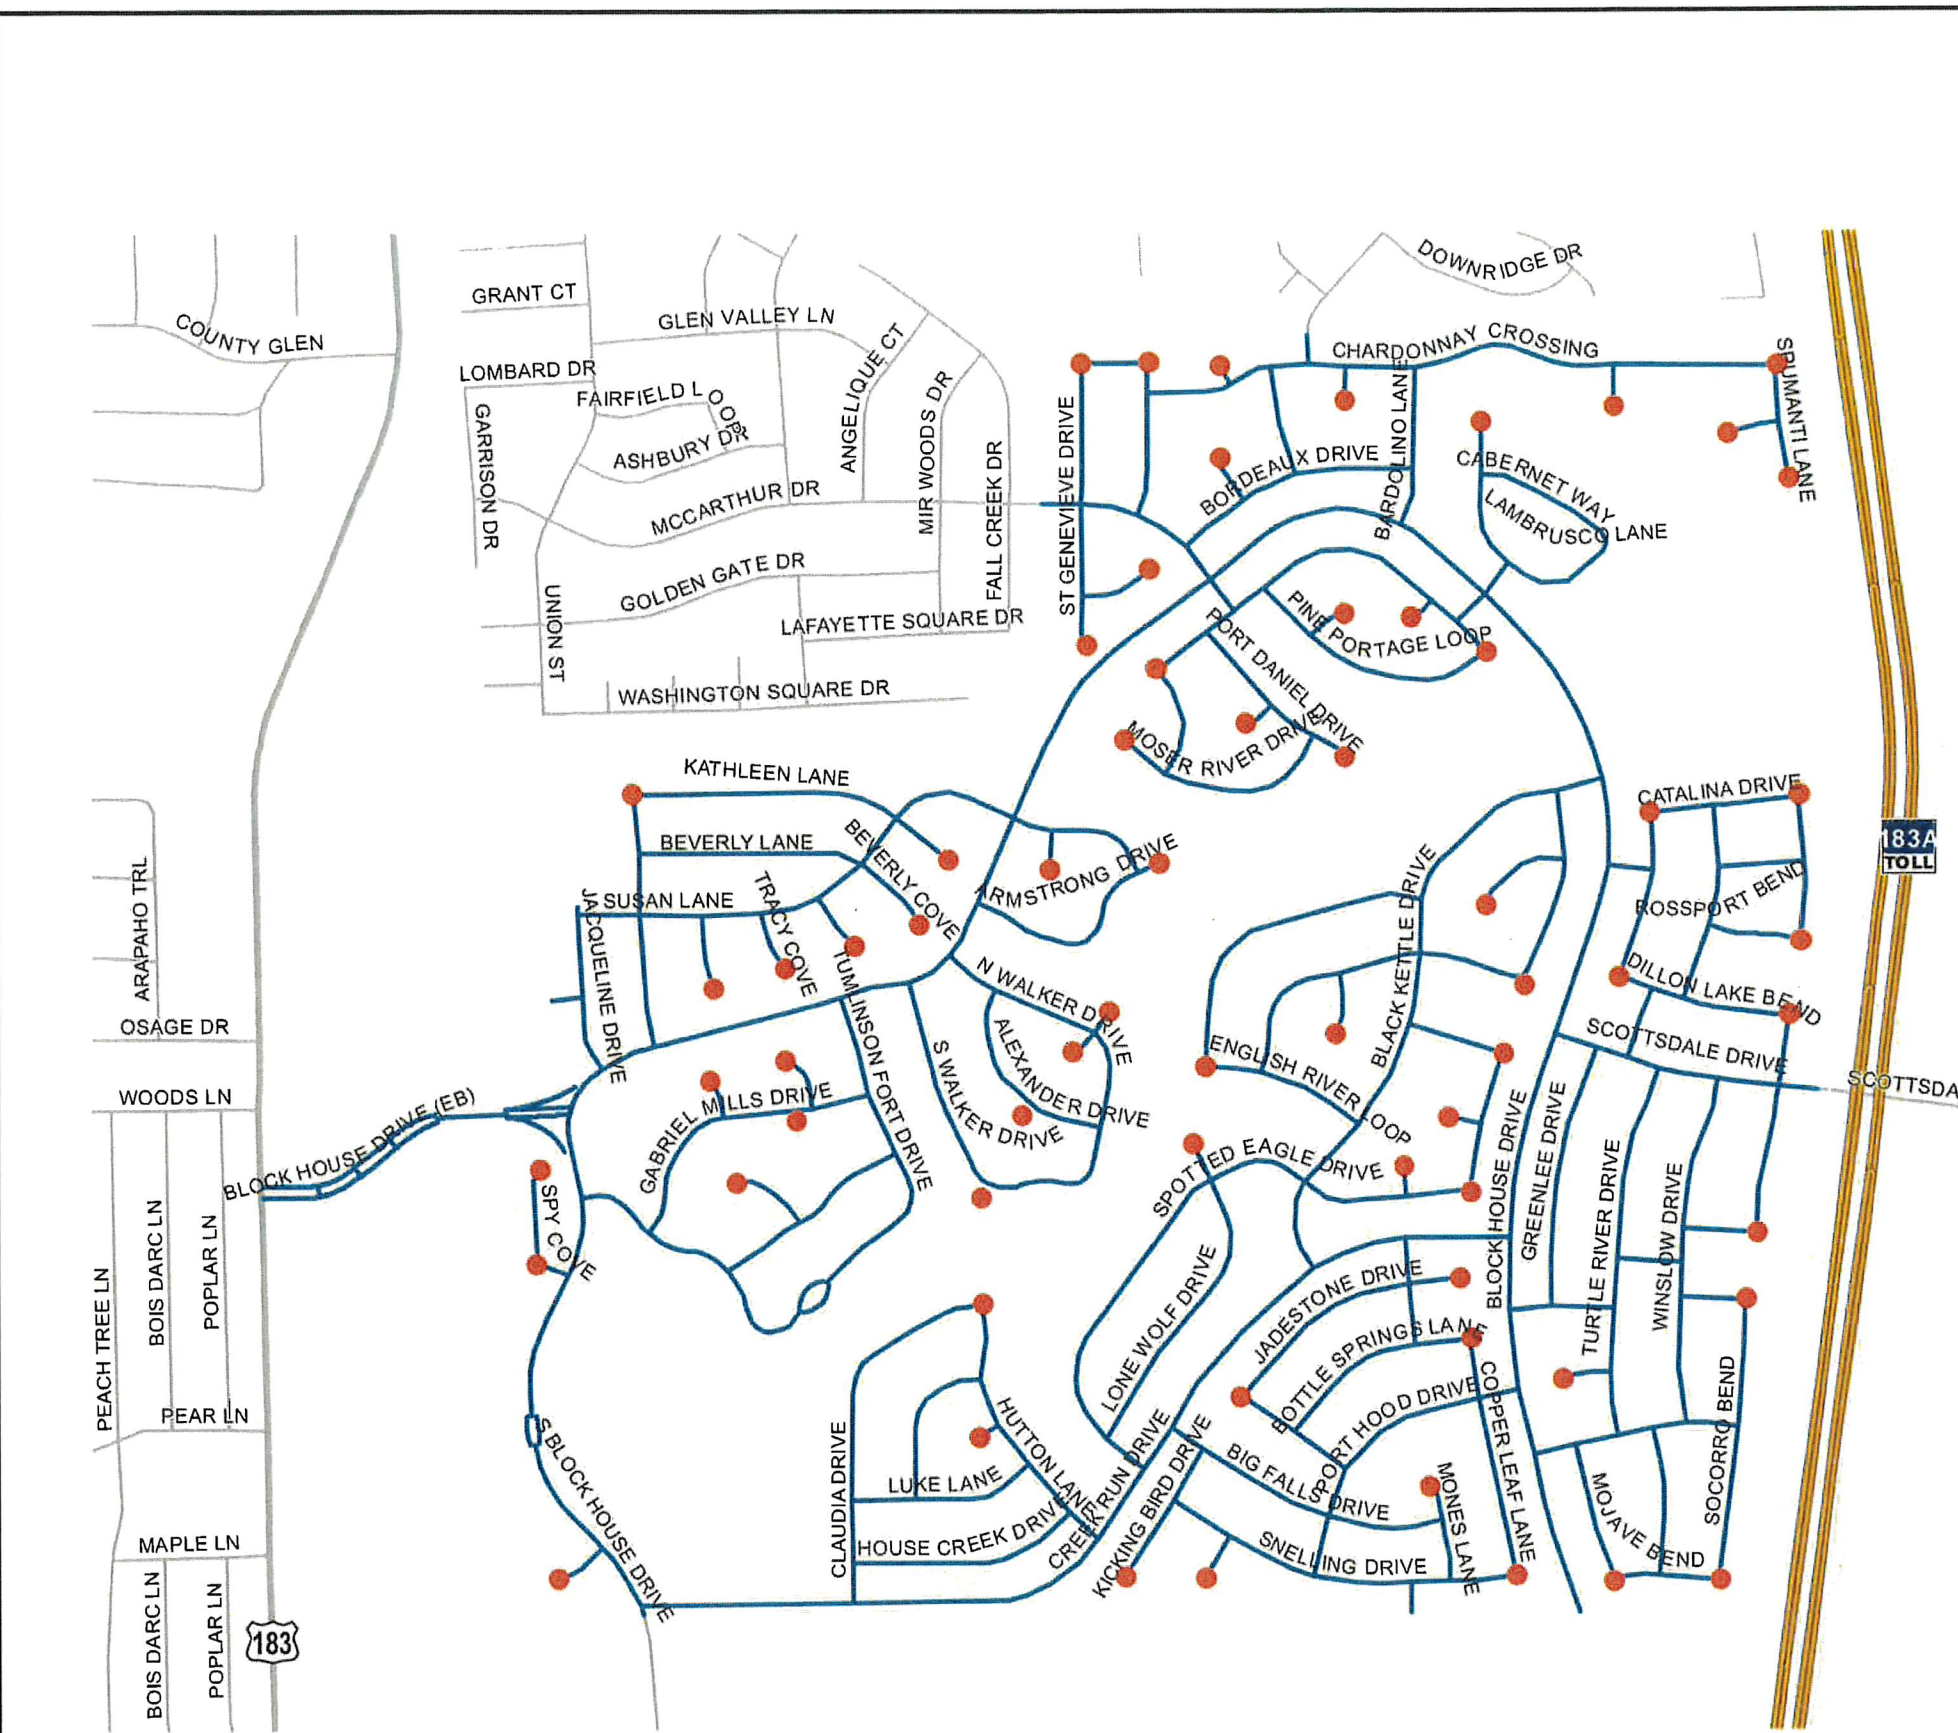 DOWNRIDGE DR
GRANT CT
GLEN VALLEY LN
COUNTY GLEN
CHARDONNAY CROSSING
SPUMANTI LANE
LOMBARD DR
FAIRFIELD LOOP
ANGELIQUE CT
MIR WOODS DR
GARRISON DR
ASHBURY DR
ST GENEVIEVE DRIVE
BARDOLINO LANE
BORDEAUX DRIVE
CABERNET WAY
MCCARTHUR DR
FALL CREEK DR
LAMBRUSCO LANE
GOLDEN GATE DR
UNION ST
LAFAYETTE SQUARE DR
PINE PORTAGE LOOP
PORT DANIEL DRIVE
WASHINGTON SQUARE DR
MOSER RIVER DRIVE
KATHLEEN LANE
CATALINA DRIVE
BEVERLY LANE
BEVERLY COVE
183A
TOLL
ARMSTRONG DRIVE
ARAPAHO TRL
SUSAN LANE
TRACY COVE
JACQUELINE DRIVE
ROSSPORT BEND
BLACK KETTLE DRIVE
N WALKER DRIVE
DILLON LAKE BEND
TUMLINSON FORT DRIVE
OSAGE DR
SCOTTSDALE DRIVE
ALEXANDER DRIVE
S WALKER DRIVE
ENGLISH RIVER LOOP
SCOTTSDA
WOODS LN
BLOCK HOUSE DRIVE (EB)
GABRIEL MILLS DRIVE
BLOCK HOUSE DRIVE
GREENLEE DRIVE
SPOTTED EAGLE DRIVE
SPY COVE
TURTLE RIVER DRIVE
WINSLOW DRIVE
BOIS DARC LN
POPLAR LN
PEACH TREE LN
LONE WOLF DRIVE
JADESTONE DRIVE
BOTTLE SPRINGS LANE
COPPER LEAF LANE
PORT HOOD DRIVE
SOCORRO BEND
PEAR LN
S BLOCK HOUSE DRIVE
CLAUDIA DRIVE
HUTTON LANE
LUKE LANE
CREEK RUN DRIVE
KICKING BIRD DRIVE
BIG FALLS DRIVE
MONES LANE
MOJAVE BEND
HOUSE CREEK DRIVE
SNELLING DRIVE
MAPLE LN
BOIS DARC LN
POPLAR LN
183